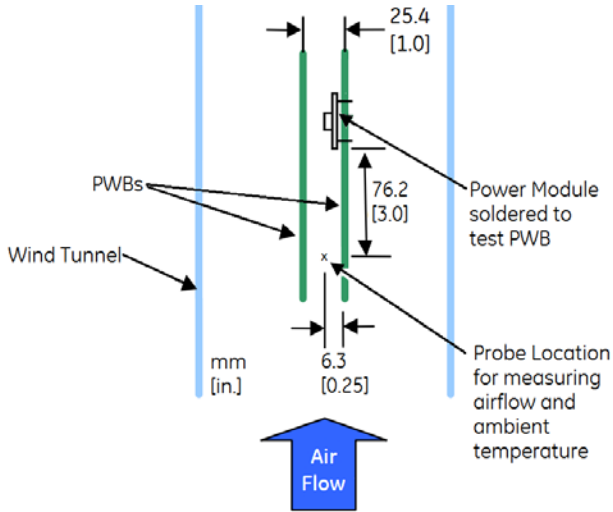 25.4
[1.0]
PWBs
76.2
[3.0]
Power Module
soldered to
test PWB
Wind Tunnel
x
mm
[in.]
6.3
[0.25]
Probe Location
for measuring
airflow and
ambient
temperature
Air
Flow